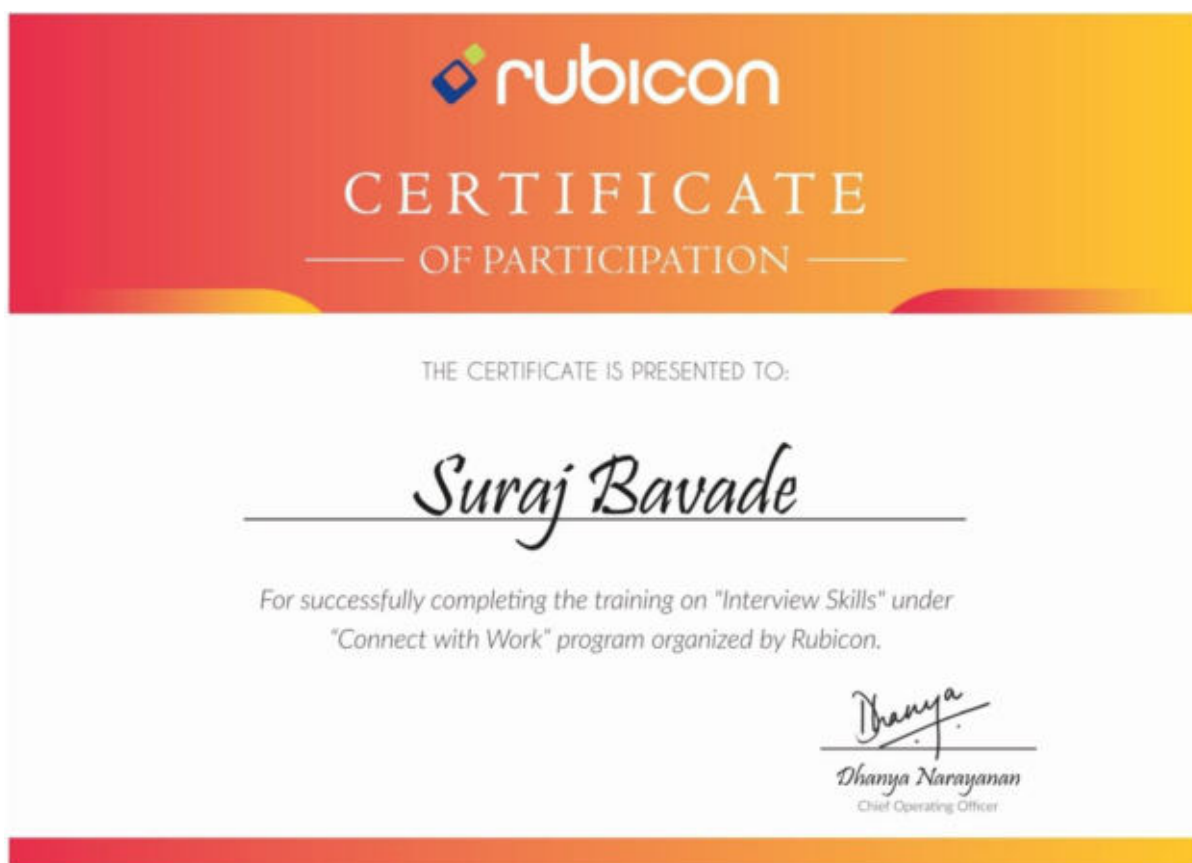 rubicon
CERTIFICATE
OF PARTICIPATION
THE CERTIFICATE IS PRESENTED TO:
Suraj Bavade
For successfully completing the training on "Interview Skills" under
"Connect with Work" program organized by Rubicon.
Dhanya
Dhanya Narayanan
Chief Operating Officer